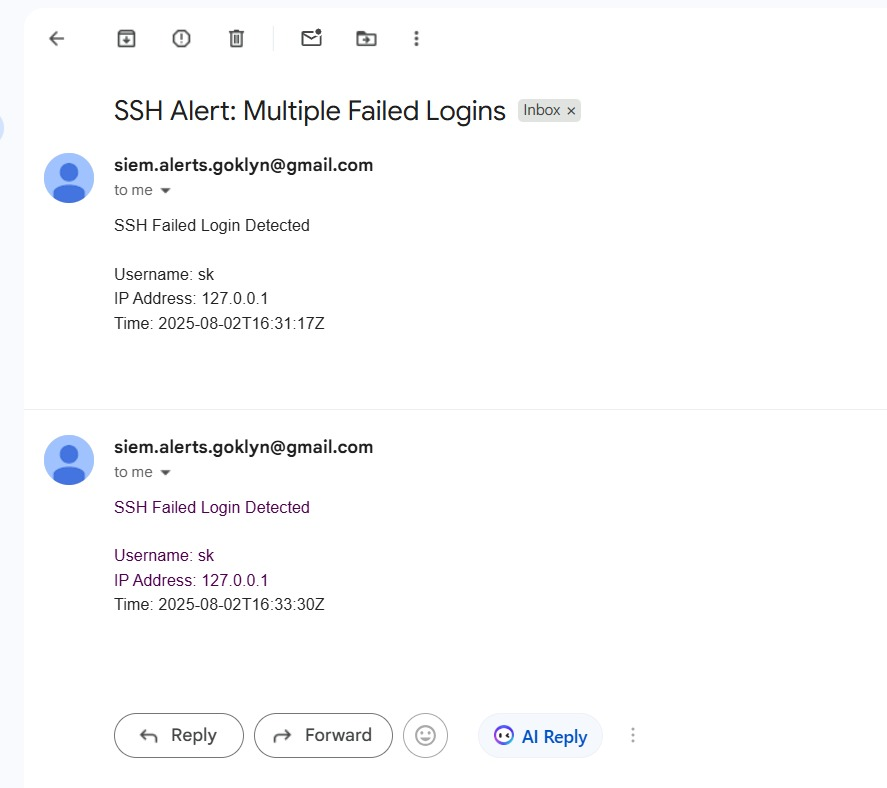 SSH Alert: Multiple Failed Logins Inbox ×
siem.alerts.goklyn@gmail.com
to me
SSH Failed Login Detected
Username: sk
IP Address: 127.0.0.1
Time: 2025-08-02T16:31:17Z
siem.alerts.goklyn@gmail.com
to me
SSH Failed Login Detected
Username: sk
IP Address: 127.0.0.1
Time: 2025-08-02T16:33:30Z
Reply Forward AI Reply